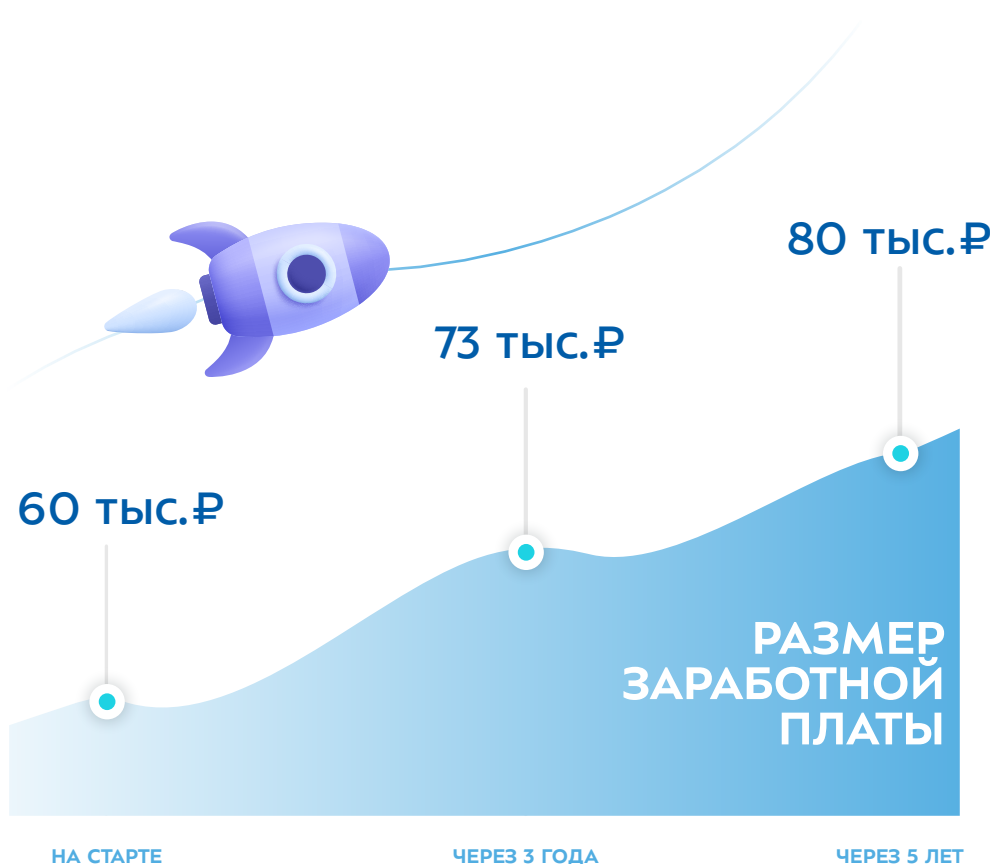 80 тыс.₽
73 тыс.₽
60 тыс.₽
РАЗМЕР
ЗАРАБОТНОЙ
ПЛАТЫ
НА СТАРТЕ
ЧЕРЕЗ 3 ГОДА
ЧЕРЕЗ 5 ЛЕТ